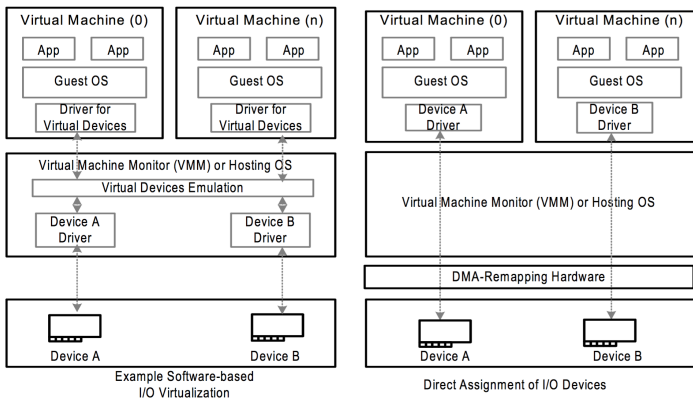 Virtual Machine (0)
App
App
Guest OS
Driver for
Virtual Devices
Virtual Machine (n)
App
App
Guest OS
Driver for
Virtual Devices
Virtual Machine Monitor (VMM) or Hosting OS
Virtual Devices Emulation
Device A
Driver
Device B
Driver
Device A
Device B
Example Software-based
I/O Virtualization
Virtual Machine (0)
App
App
Guest OS
Device A
Driver
Virtual Machine (n)
App
App
Guest OS
Device B
Driver
Virtual Machine Monitor (VMM) or Hosting OS
DMA-Remapping Hardware
Device A
Device B
Direct Assignment of I/O Devices